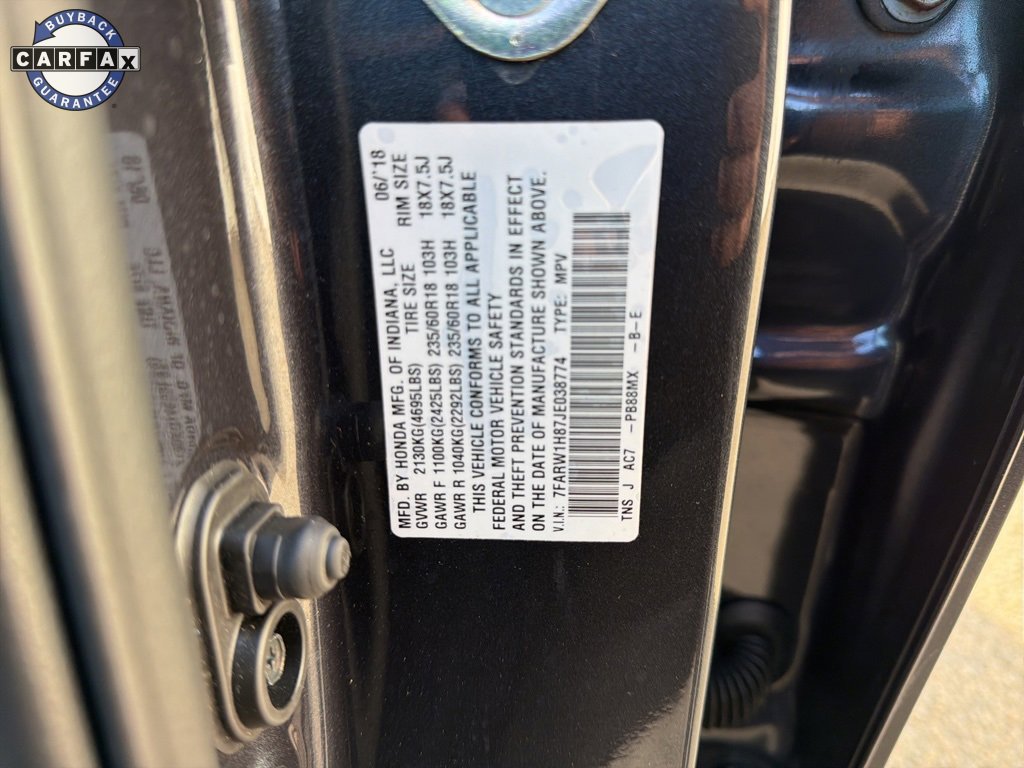 BUYBACK
CARFAX
GUARANTEE
MFD. BY HONDA MFG. OF INDIANA, LLC 06/'18
GVWR 2130KG(4695LBS) TIRE SIZE RIM SIZE
GAWR F 1100KG(2425LBS) 235/60R18 103H 18X7.5J
GAWR R 1040KG(2292LBS) 235/60R18 103H 18X7.5J
THIS VEHICLE CONFORMS TO ALL APPLICABLE
FEDERAL MOTOR VEHICLE SAFETY
AND THEFT PREVENTION STANDARDS IN EFFECT
ON THE DATE OF MANUFACTURE SHOWN ABOVE.
V.I.N.: 7FARW1H87JE038774 TYPE: MPV
TNS J AC7 -PB88MX -B-E